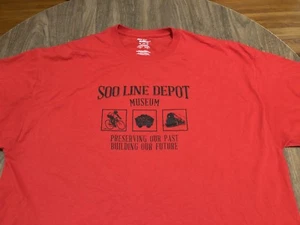 SOO LINE DEPOT
MUSEUM
PRESERVING OUR PAST
BUILDING OUR FUTURE